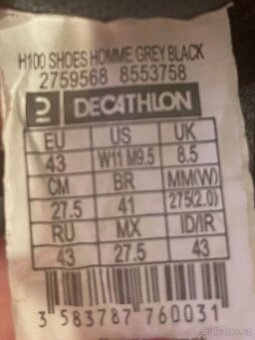 H100 SHOES HOMME GREY BLACK
2759568 8553758
DECATHLON
EU US UK
43 W11 M9.5 8.5
CM BR MM(W)
27.5 41 275(2.0)
RU MX ID/IR
43 27.5 43
3 583787 760031